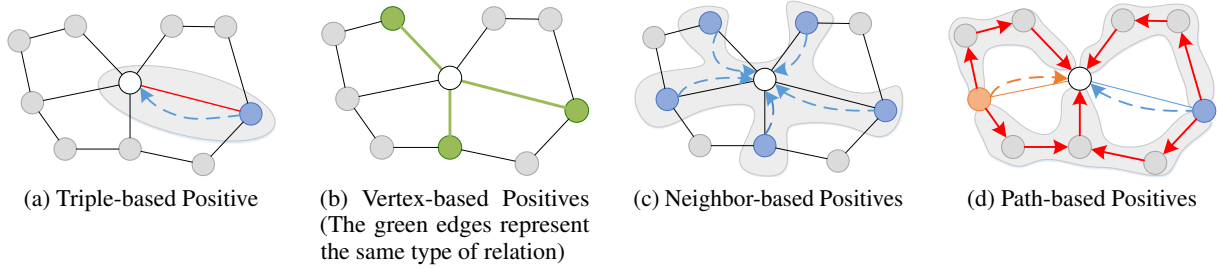 (a) Triple-based Positive
(b) Vertex-based Positives
(The green edges represent
the same type of relation)
(c) Neighbor-based Positives
(d) Path-based Positives